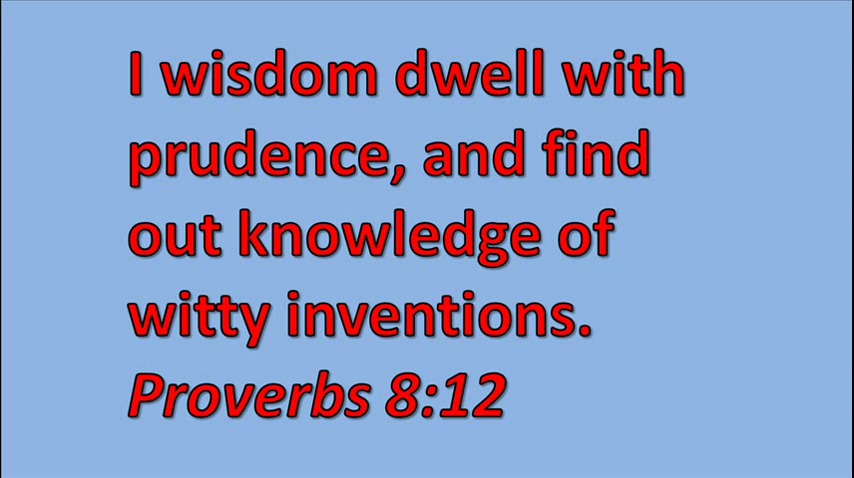 I wisdom dwell with
prudence, and find
out knowledge of
witty inventions.
Proverbs 8:12